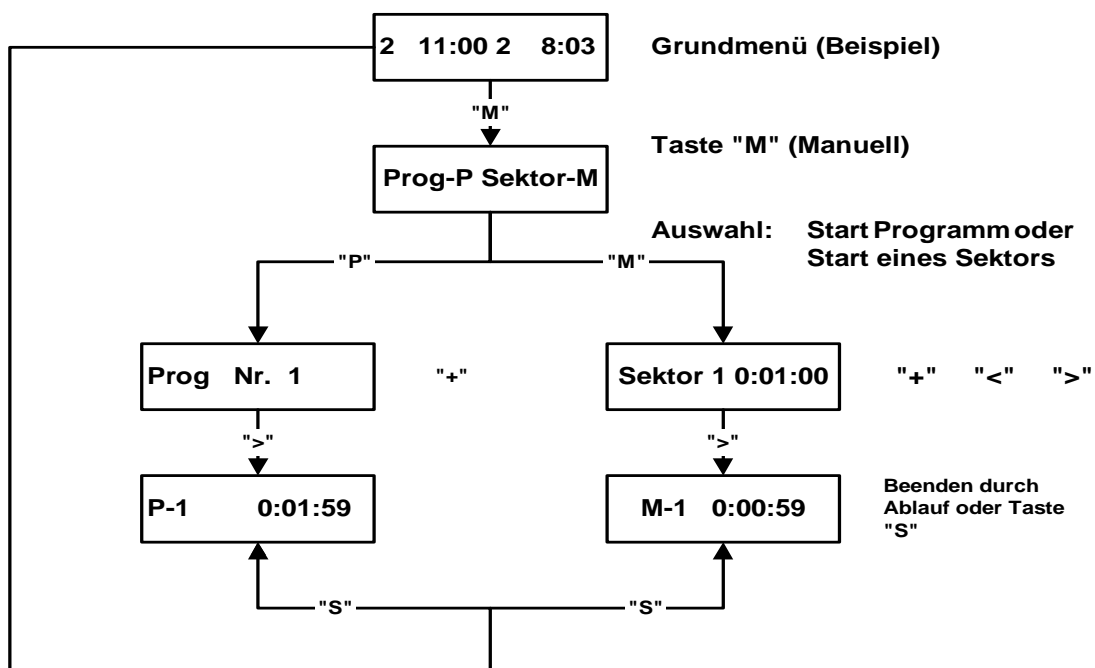 2 11:00 2 8:03
Grundmenü (Beispiel)
"M"
Taste "M" (Manuell)
Prog-P Sektor-M
Auswahl: Start Programm oder
Start eines Sektors
"P"
"M"
Prog Nr. 1
"+"
Sektor 1 0:01:00
"+" "<" ">"
">"
">"
P-1 0:01:59
M-1 0:00:59
Beenden durch
Ablauf oder Taste
"S"
"S"
"S"